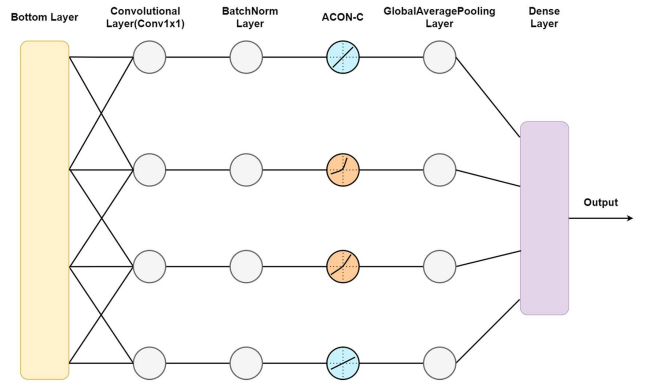 Bottom Layer
Convolutional
Layer(Conv1x1)
BatchNorm
Layer
ACON-C
GlobalAveragePooling
Layer
Dense
Layer
Output